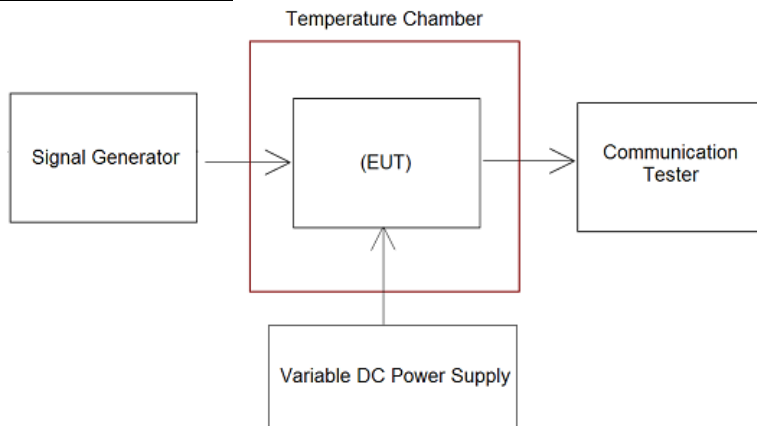 Temperature Chamber
Signal Generator
(EUT)
Communication
Tester
Variable DC Power Supply